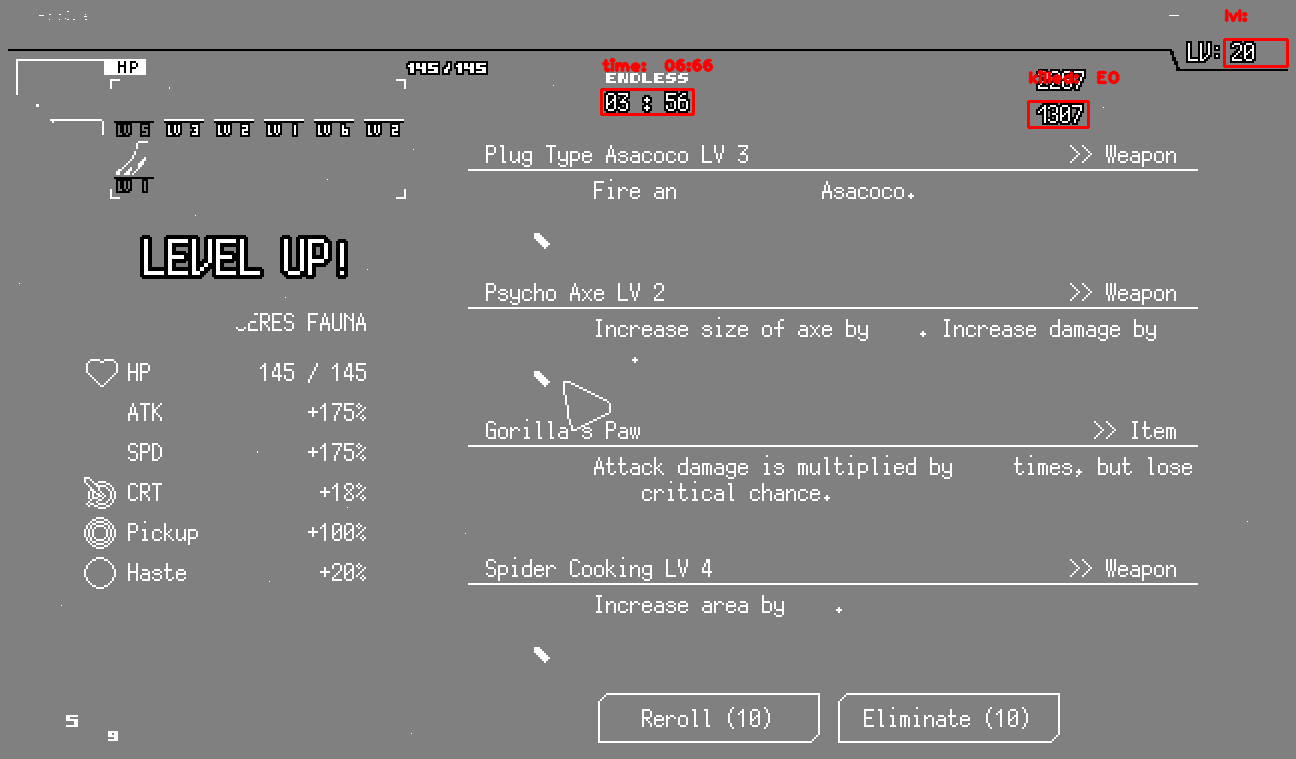 lvl:
LV: 20
HP
145/145
time: 06:66
ENDLESS
03 : 56
killed: EO
2207
1307
LV 5 LV 3 LV 2 LV 1 LV 6 LV 2
LV 1
LEVEL UP!
CERES FAUNA
HP 145 / 145
ATK +175%
SPD +175%
CRT +18%
Pickup +100%
Haste +20%
Plug Type Asacoco LV 3 >> Weapon
Fire an Asacoco.
Psycho Axe LV 2 >> Weapon
Increase size of axe by . Increase damage by
.
Gorilla's Paw >> Item
Attack damage is multiplied by times, but lose
critical chance.
Spider Cooking LV 4 >> Weapon
Increase area by .
Reroll (10) Eliminate (10)
5
9